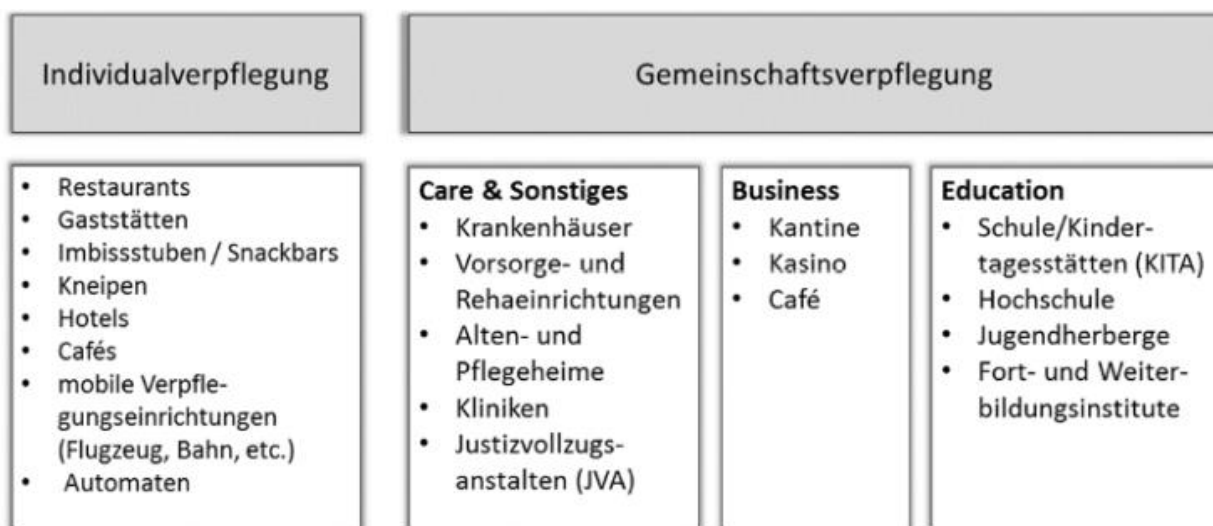 Individualverpflegung
Gemeinschaftsverpflegung
• Restaurants
• Gaststätten
• Imbissstuben / Snackbars
• Kneipen
• Hotels
• Cafés
• mobile Verpfle-
gungseinrichtungen
(Flugzeug, Bahn, etc.)
• Automaten
Care & Sonstiges
• Krankenhäuser
• Vorsorge- und
Rehaeinrichtungen
• Alten- und
Pflegeheime
• Kliniken
• Justizvollzugs-
anstalten (JVA)
Business
• Kantine
• Kasino
• Café
Education
• Schule/Kinder-
tagesstätten (KITA)
• Hochschule
• Jugendherberge
• Fort- und Weiter-
bildungsinstitute